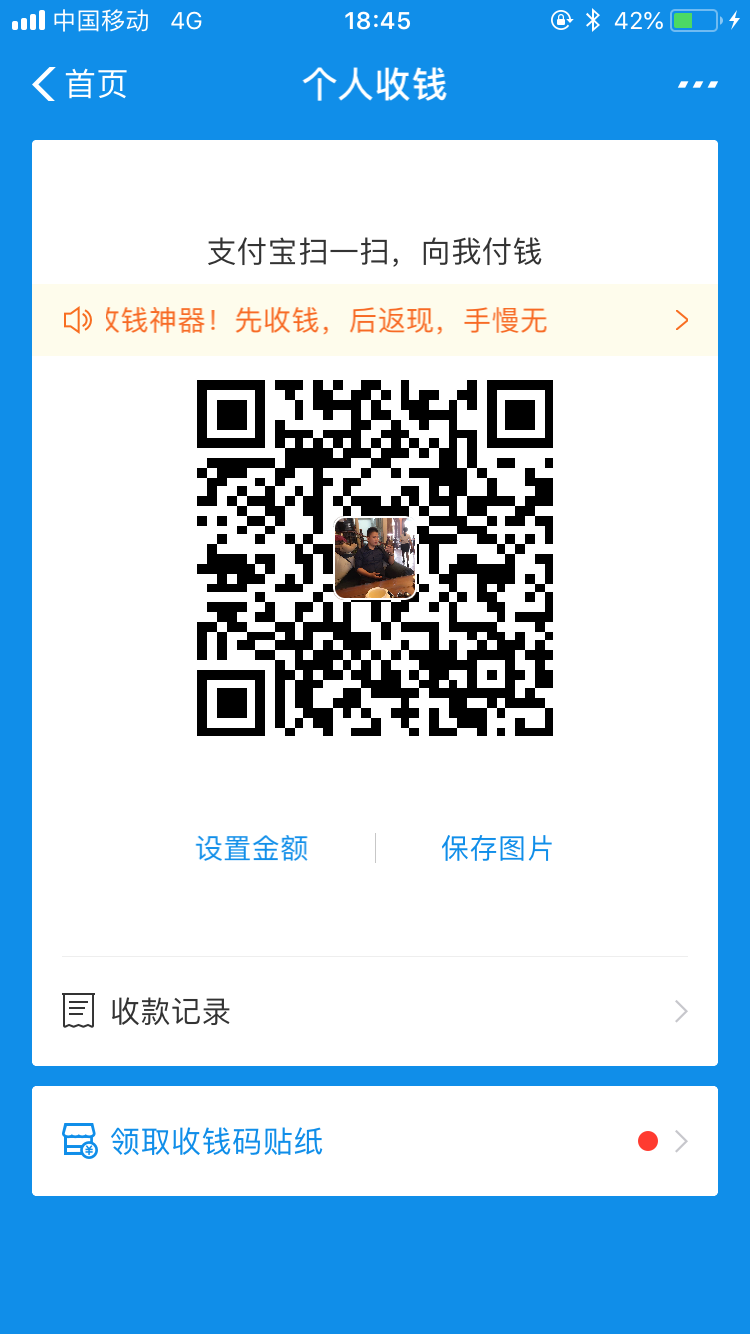 中国移动 4G 18:45 42%
首页 个人收钱
支付宝扫一扫，向我付钱
钱神器！先收钱，后返现，手慢无
设置金额 保存图片
收款记录
领取收钱码贴纸